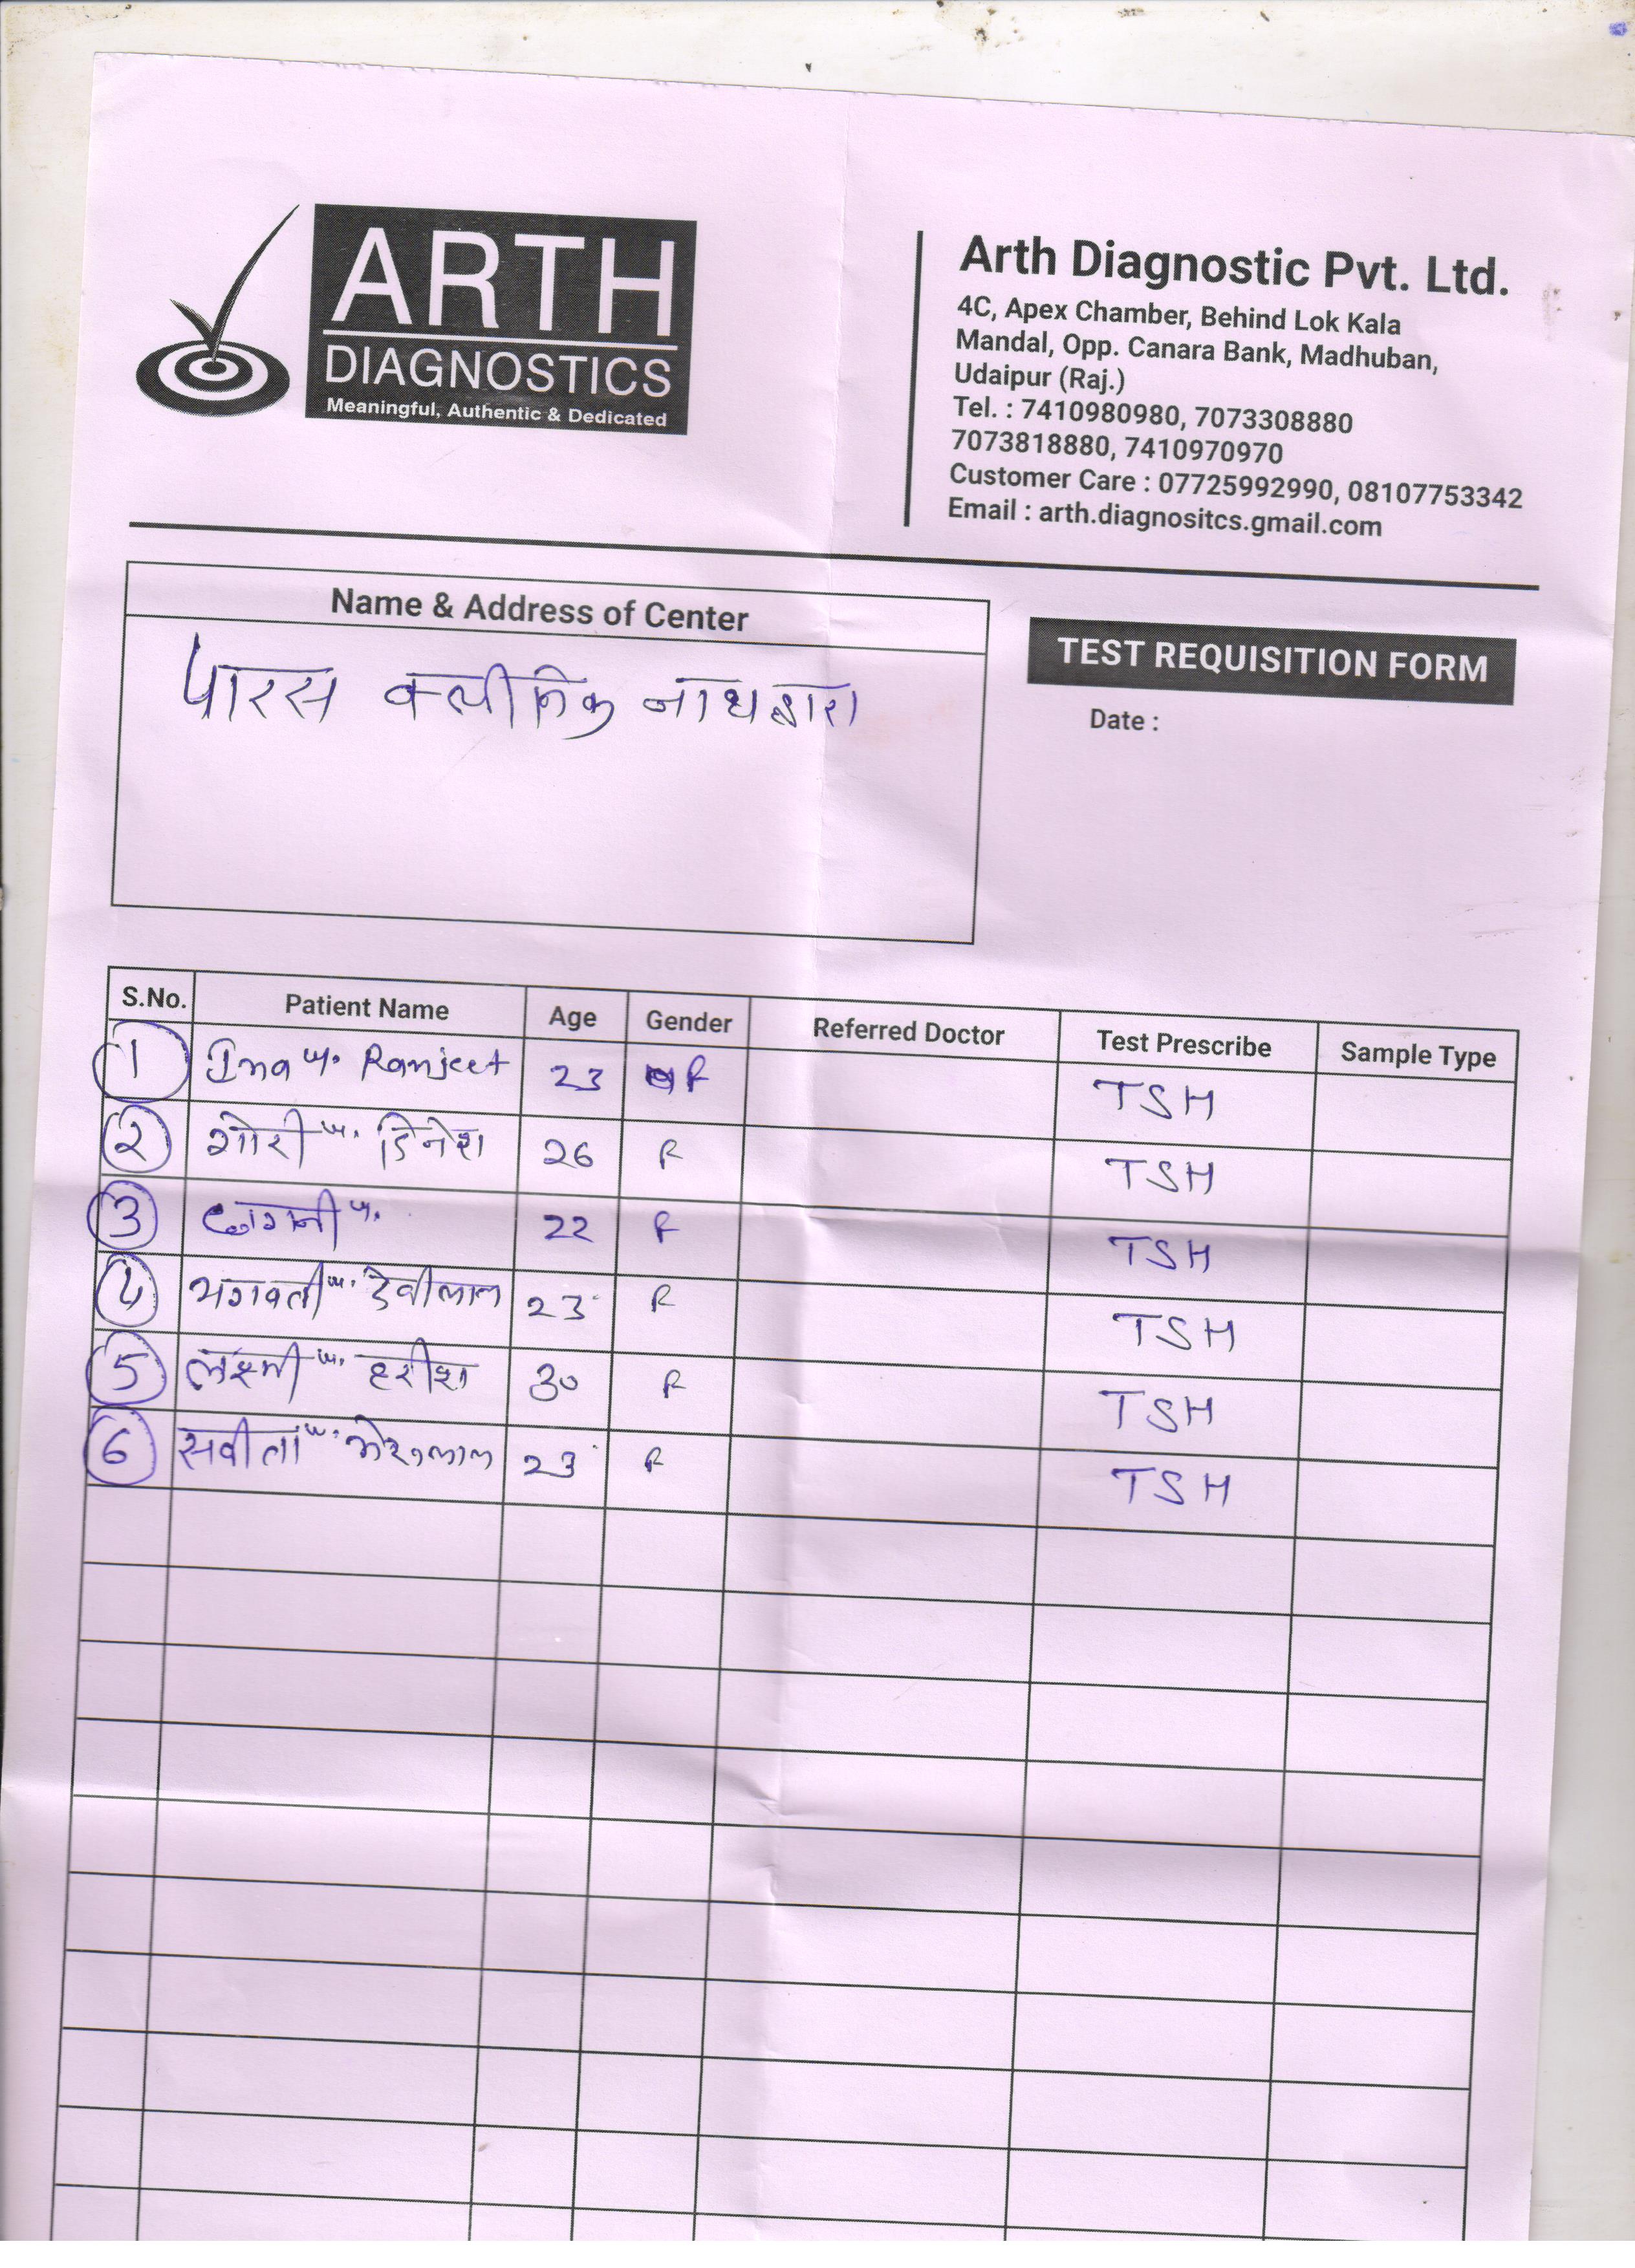 ARTH
DIAGNOSTICS
Meaningful, Authentic & Dedicated
Arth Diagnostic Pvt. Ltd.
4C, Apex Chamber, Behind Lok Kala
Mandal, Opp. Canara Bank, Madhuban,
Udaipur (Raj.)
Tel. : 7410980980, 7073308880
7073818880, 7410970970
Customer Care : 07725992990, 08107753342
Email : arth.diagnositcs.gmail.com
Name & Address of Center
पारस क्लीनिक नाथद्वारा
TEST REQUISITION FORM
Date :
S.No. Patient Name Age Gender Referred Doctor Test Prescribe Sample Type
1 Ina w. Ranjeet 23 F TSH
2 गोरी w. दिनेश 26 F TSH
3 छगनी w. 22 F TSH
4 भगवती w. देवीलाल 23 F TSH
5 लक्ष्मी w. हरीश 30 F TSH
6 सवीता w. भेरुलाल 23 F TSH